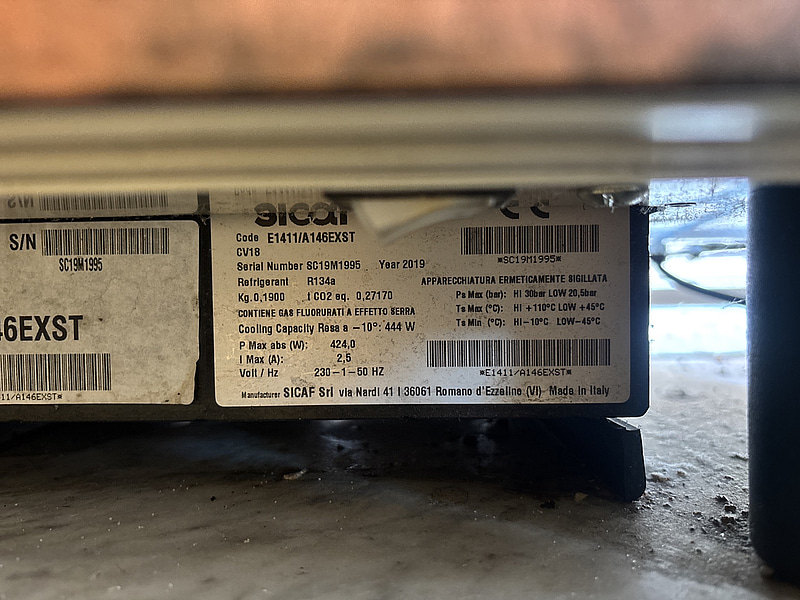 S/N
SC19M1995
46EXST
sicaf
CE
Code E1411/A146EXST
CV18
*SC19M1995*
Serial Number SC19M1995 Year 2019
Refrigerant R134a
APPARECCHIATURA ERMETICAMENTE SIGILLATA
Kg.0,1900 I CO2 eq. 0,27170
Ps Max (bar): HI 30bar LOW 20,5bar
CONTIENE GAS FLUORURATI A EFFETTO SERRA
Ts Max (°C): HI +110°C LOW +45°C
Cooling Capacity Resa a -10°: 444 W
Ts Min (°C): HI-10°C LOW-45°C
P Max abs (W): 424,0
I Max (A): 2,5
Volt / Hz 230-1-50 HZ
*E1411/A146EXST*
Manufacturer SICAF Srl via Nardi 41 I 36061 Romano d'Ezzelino (VI) Made in Italy
11/A146EXST*